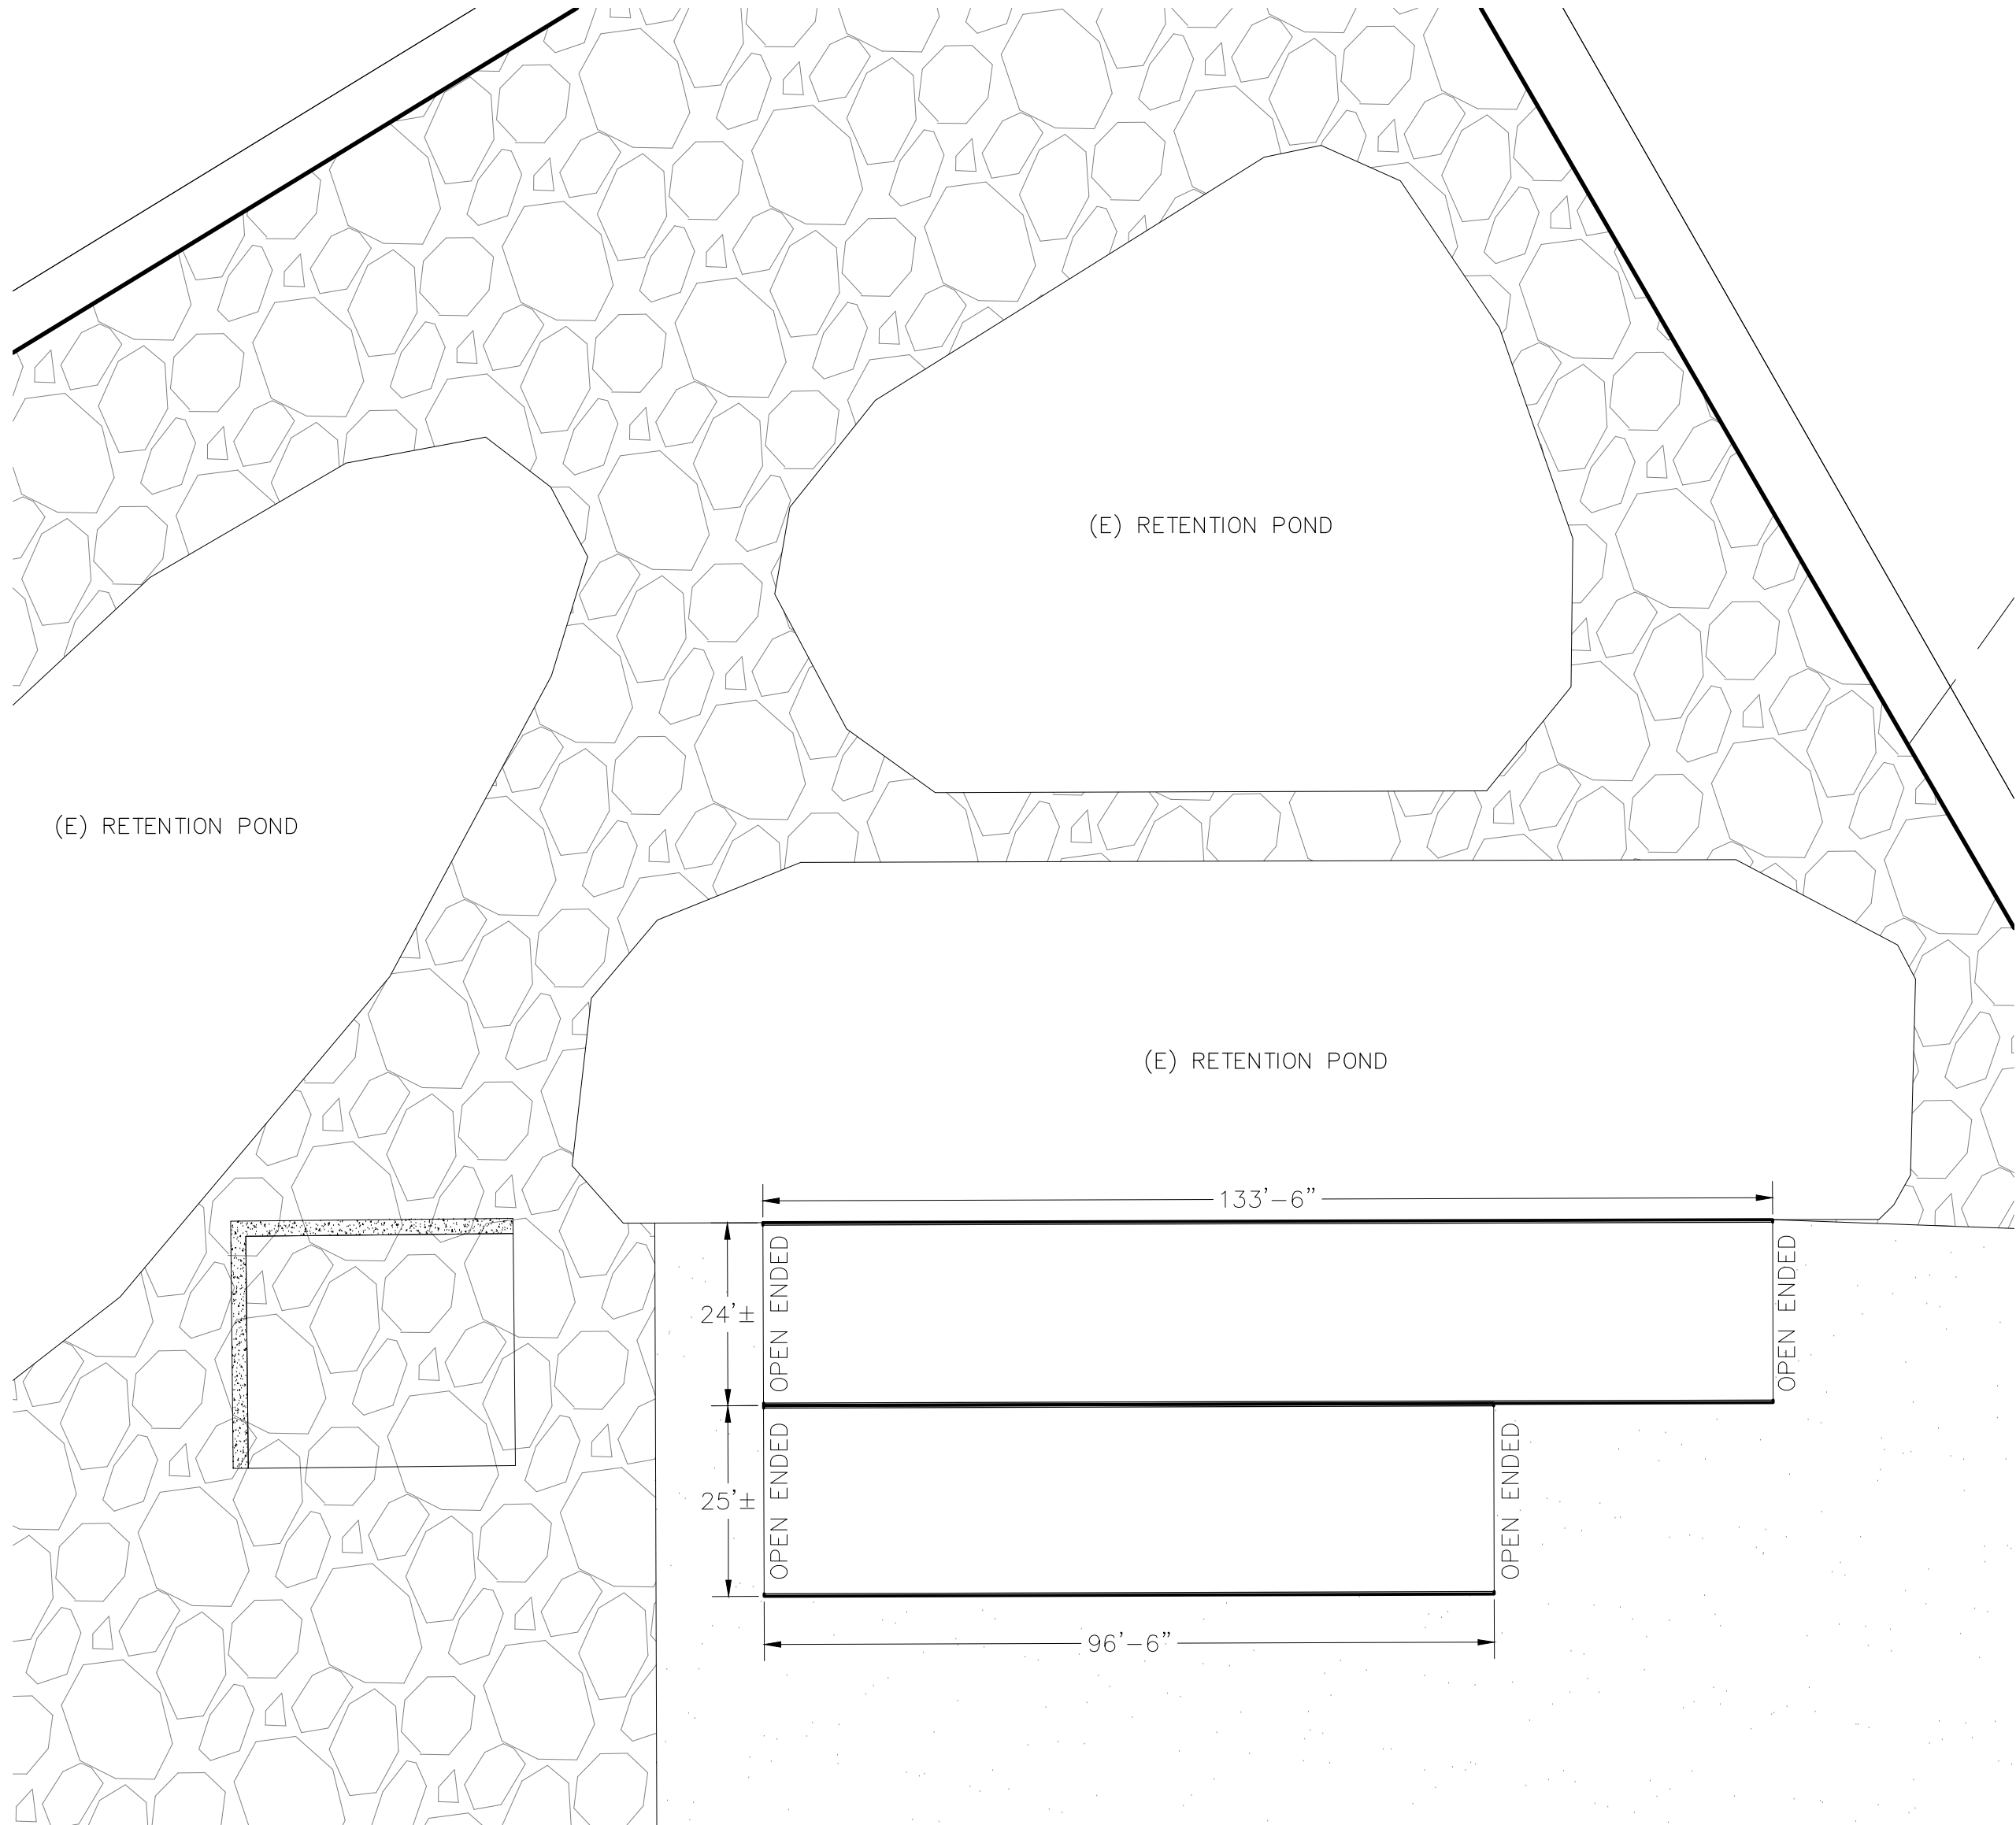 (E) RETENTION POND
(E) RETENTION POND
(E) RETENTION POND
133'-6"
OPEN ENDED
OPEN ENDED
24'±
OPEN ENDED
OPEN ENDED
25'±
96'-6"